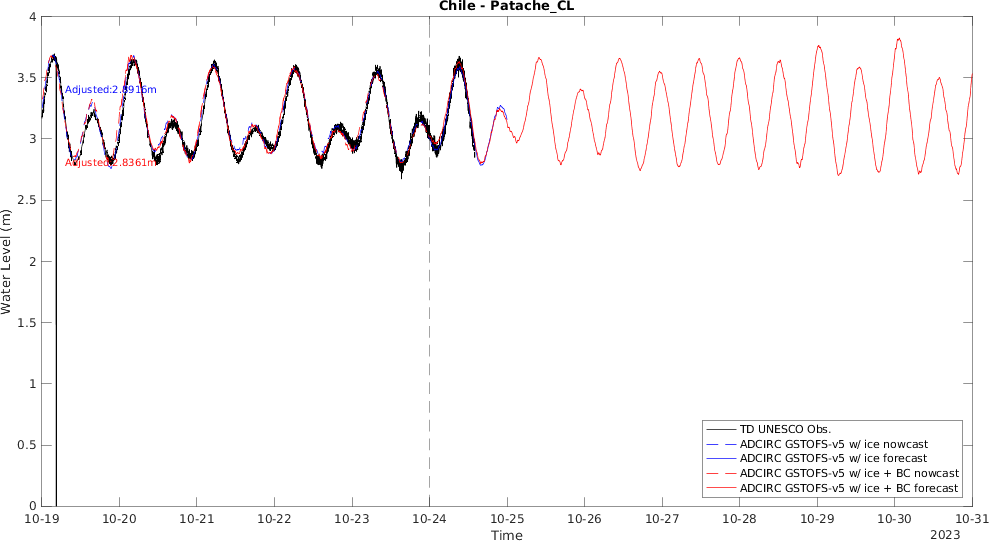 Chile - Patache_CL
4
3.5
3
2.5
2
1.5
1
0.5
0
Water Level (m)
Adjusted:2.8916m
Adjusted:2.8361m
TD UNESCO Obs.
ADCIRC GSTOFS-v5 w/ ice nowcast
ADCIRC GSTOFS-v5 w/ ice forecast
ADCIRC GSTOFS-v5 w/ ice + BC nowcast
ADCIRC GSTOFS-v5 w/ ice + BC forecast
10-19 10-20 10-21 10-22 10-23 10-24 10-25 10-26 10-27 10-28 10-29 10-30 10-31
Time
2023